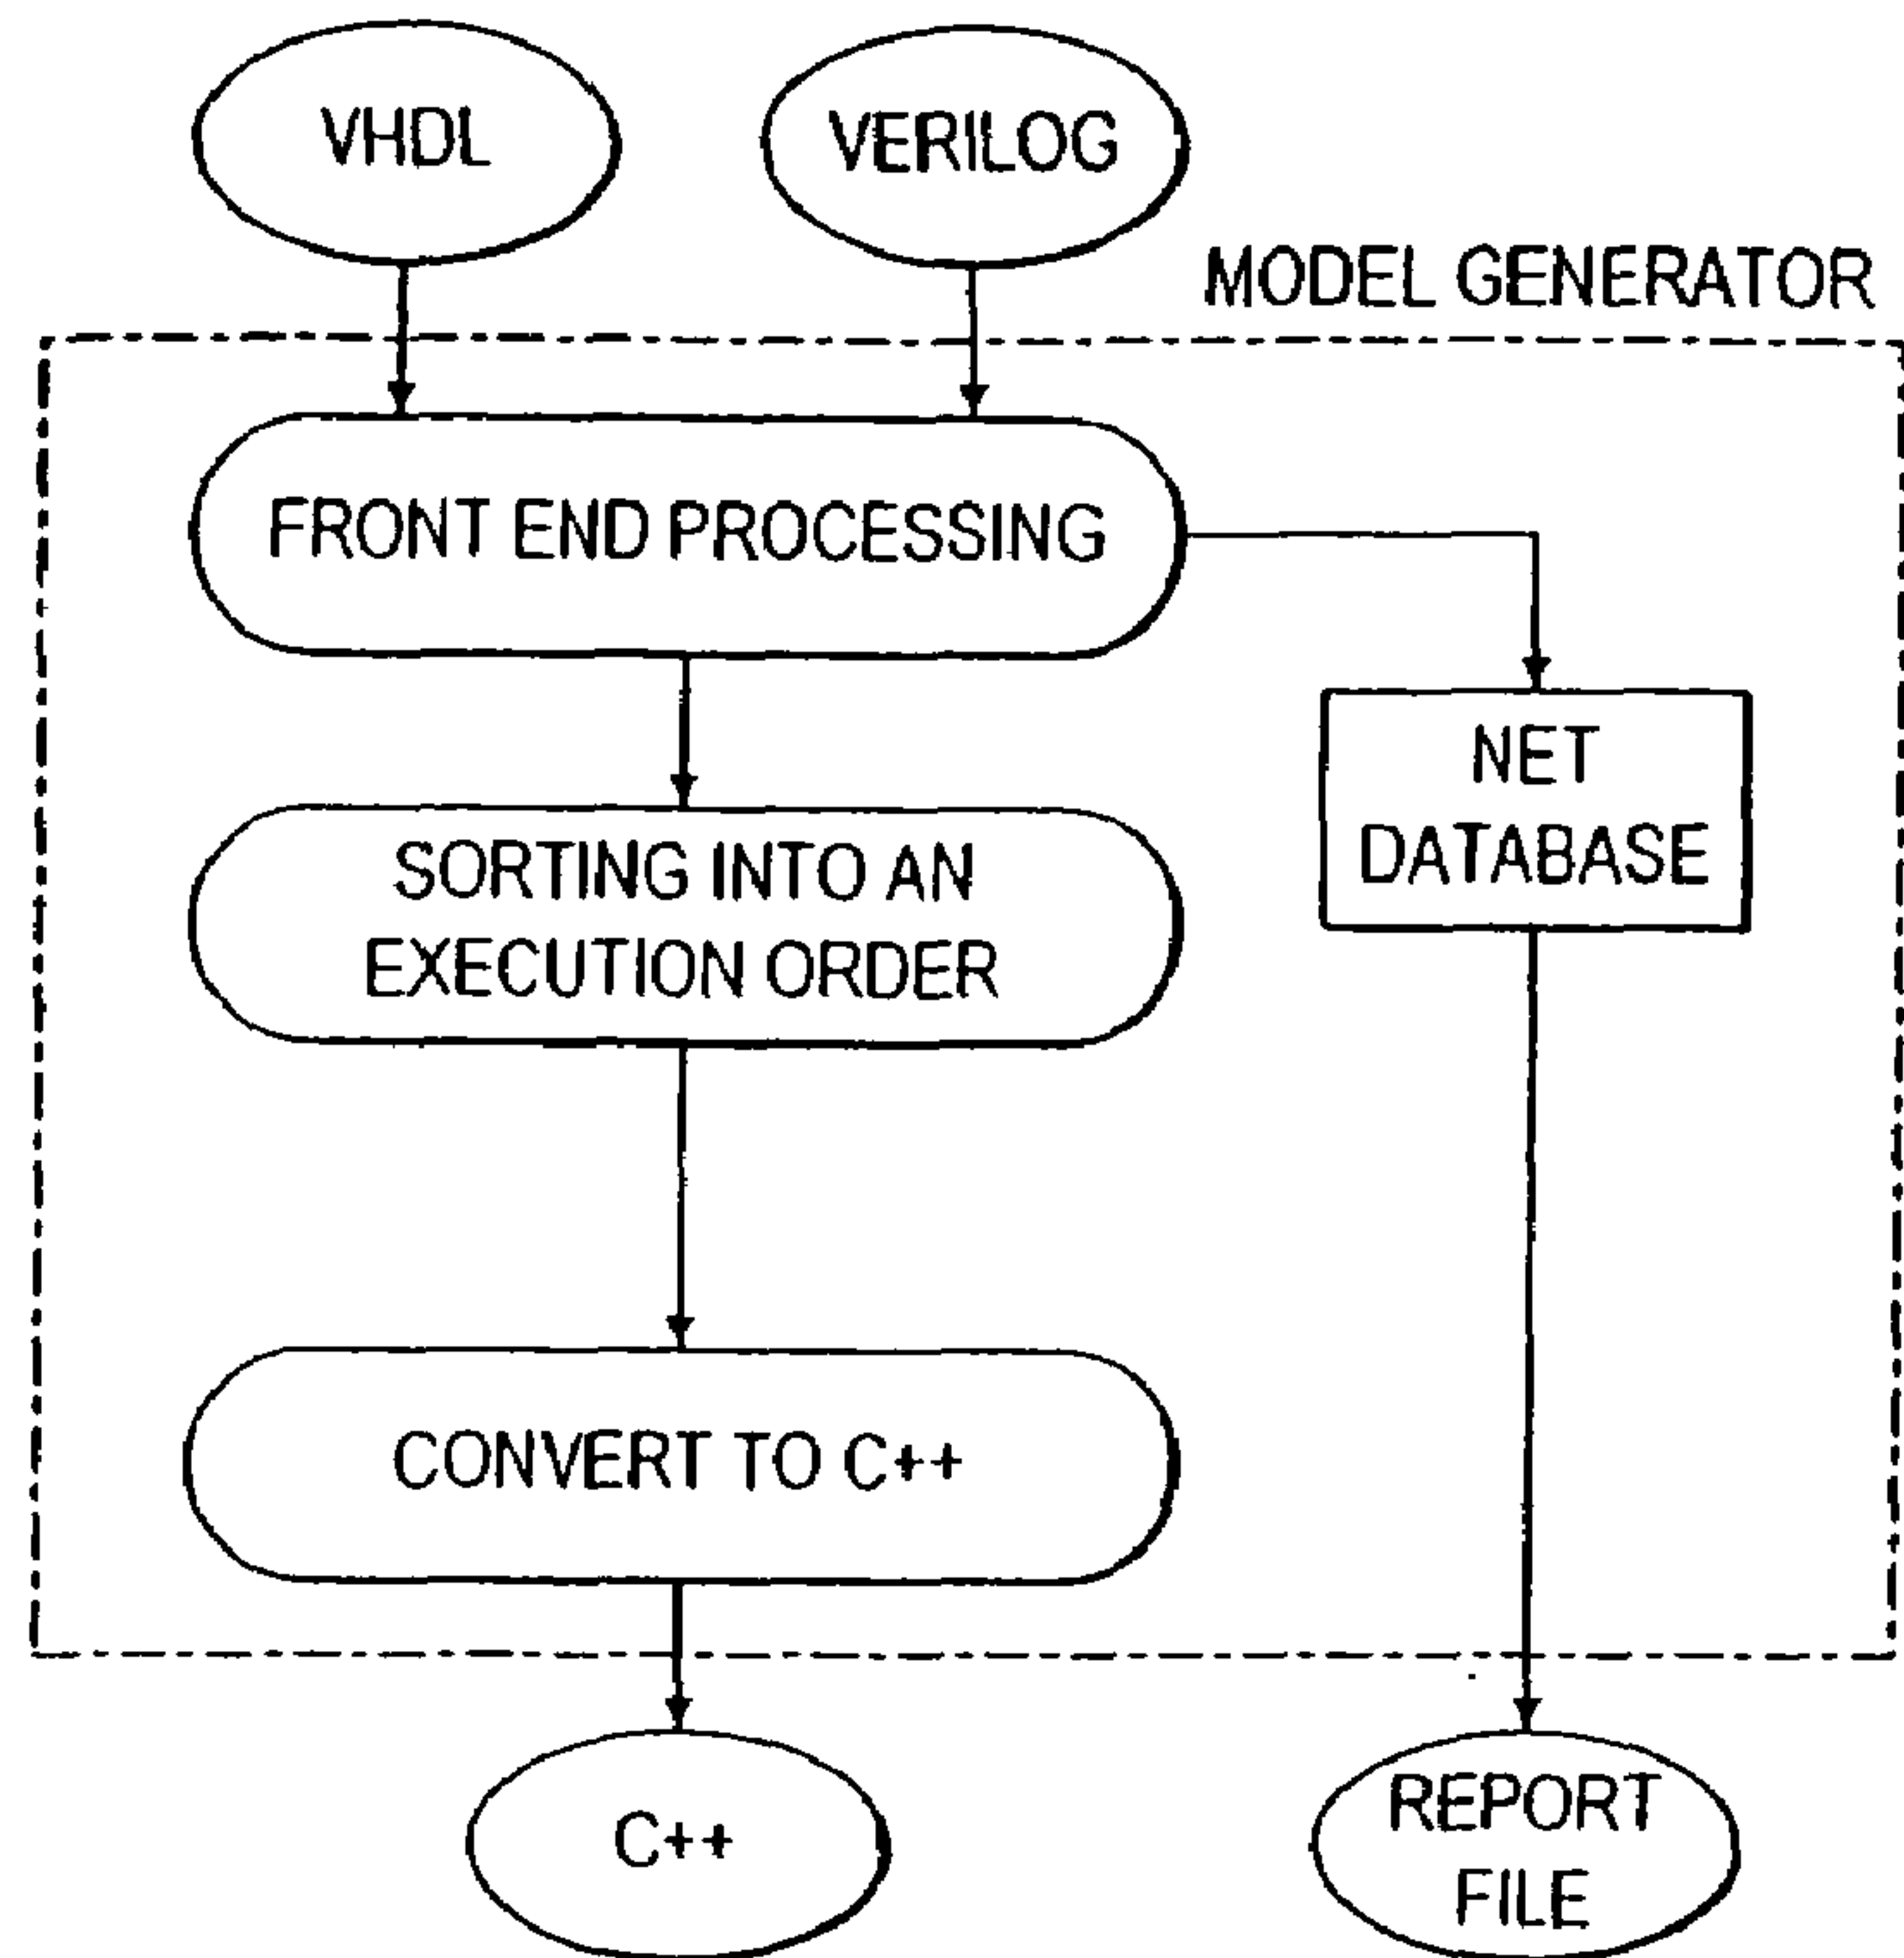 VHDL
VERILOG
MODEL GENERATOR
FRONT END PROCESSING
NET
DATABASE
SORTING INTO AN
EXECUTION ORDER
CONVERT TO C++
C++
REPORT
FILE